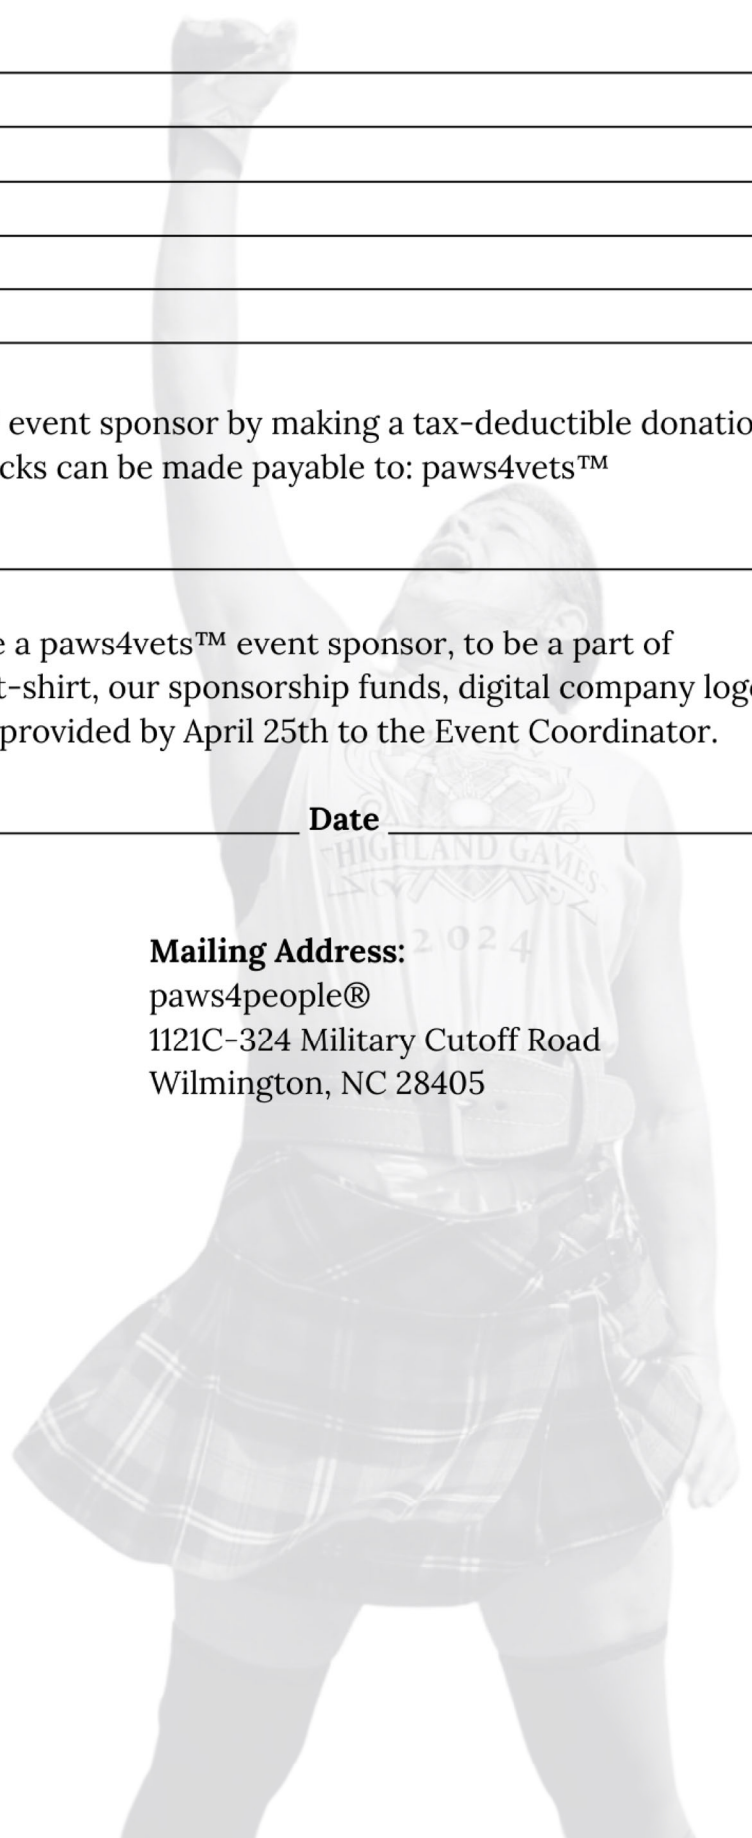 event sponsor by making a tax-deductible donatio
cks can be made payable to: paws4vets™
e a paws4vets™ event sponsor, to be a part of
t-shirt, our sponsorship funds, digital company log
provided by April 25th to the Event Coordinator.
Date
HIGHLAND GAMES
2024
Mailing Address:
paws4people®
1121C-324 Military Cutoff Road
Wilmington, NC 28405